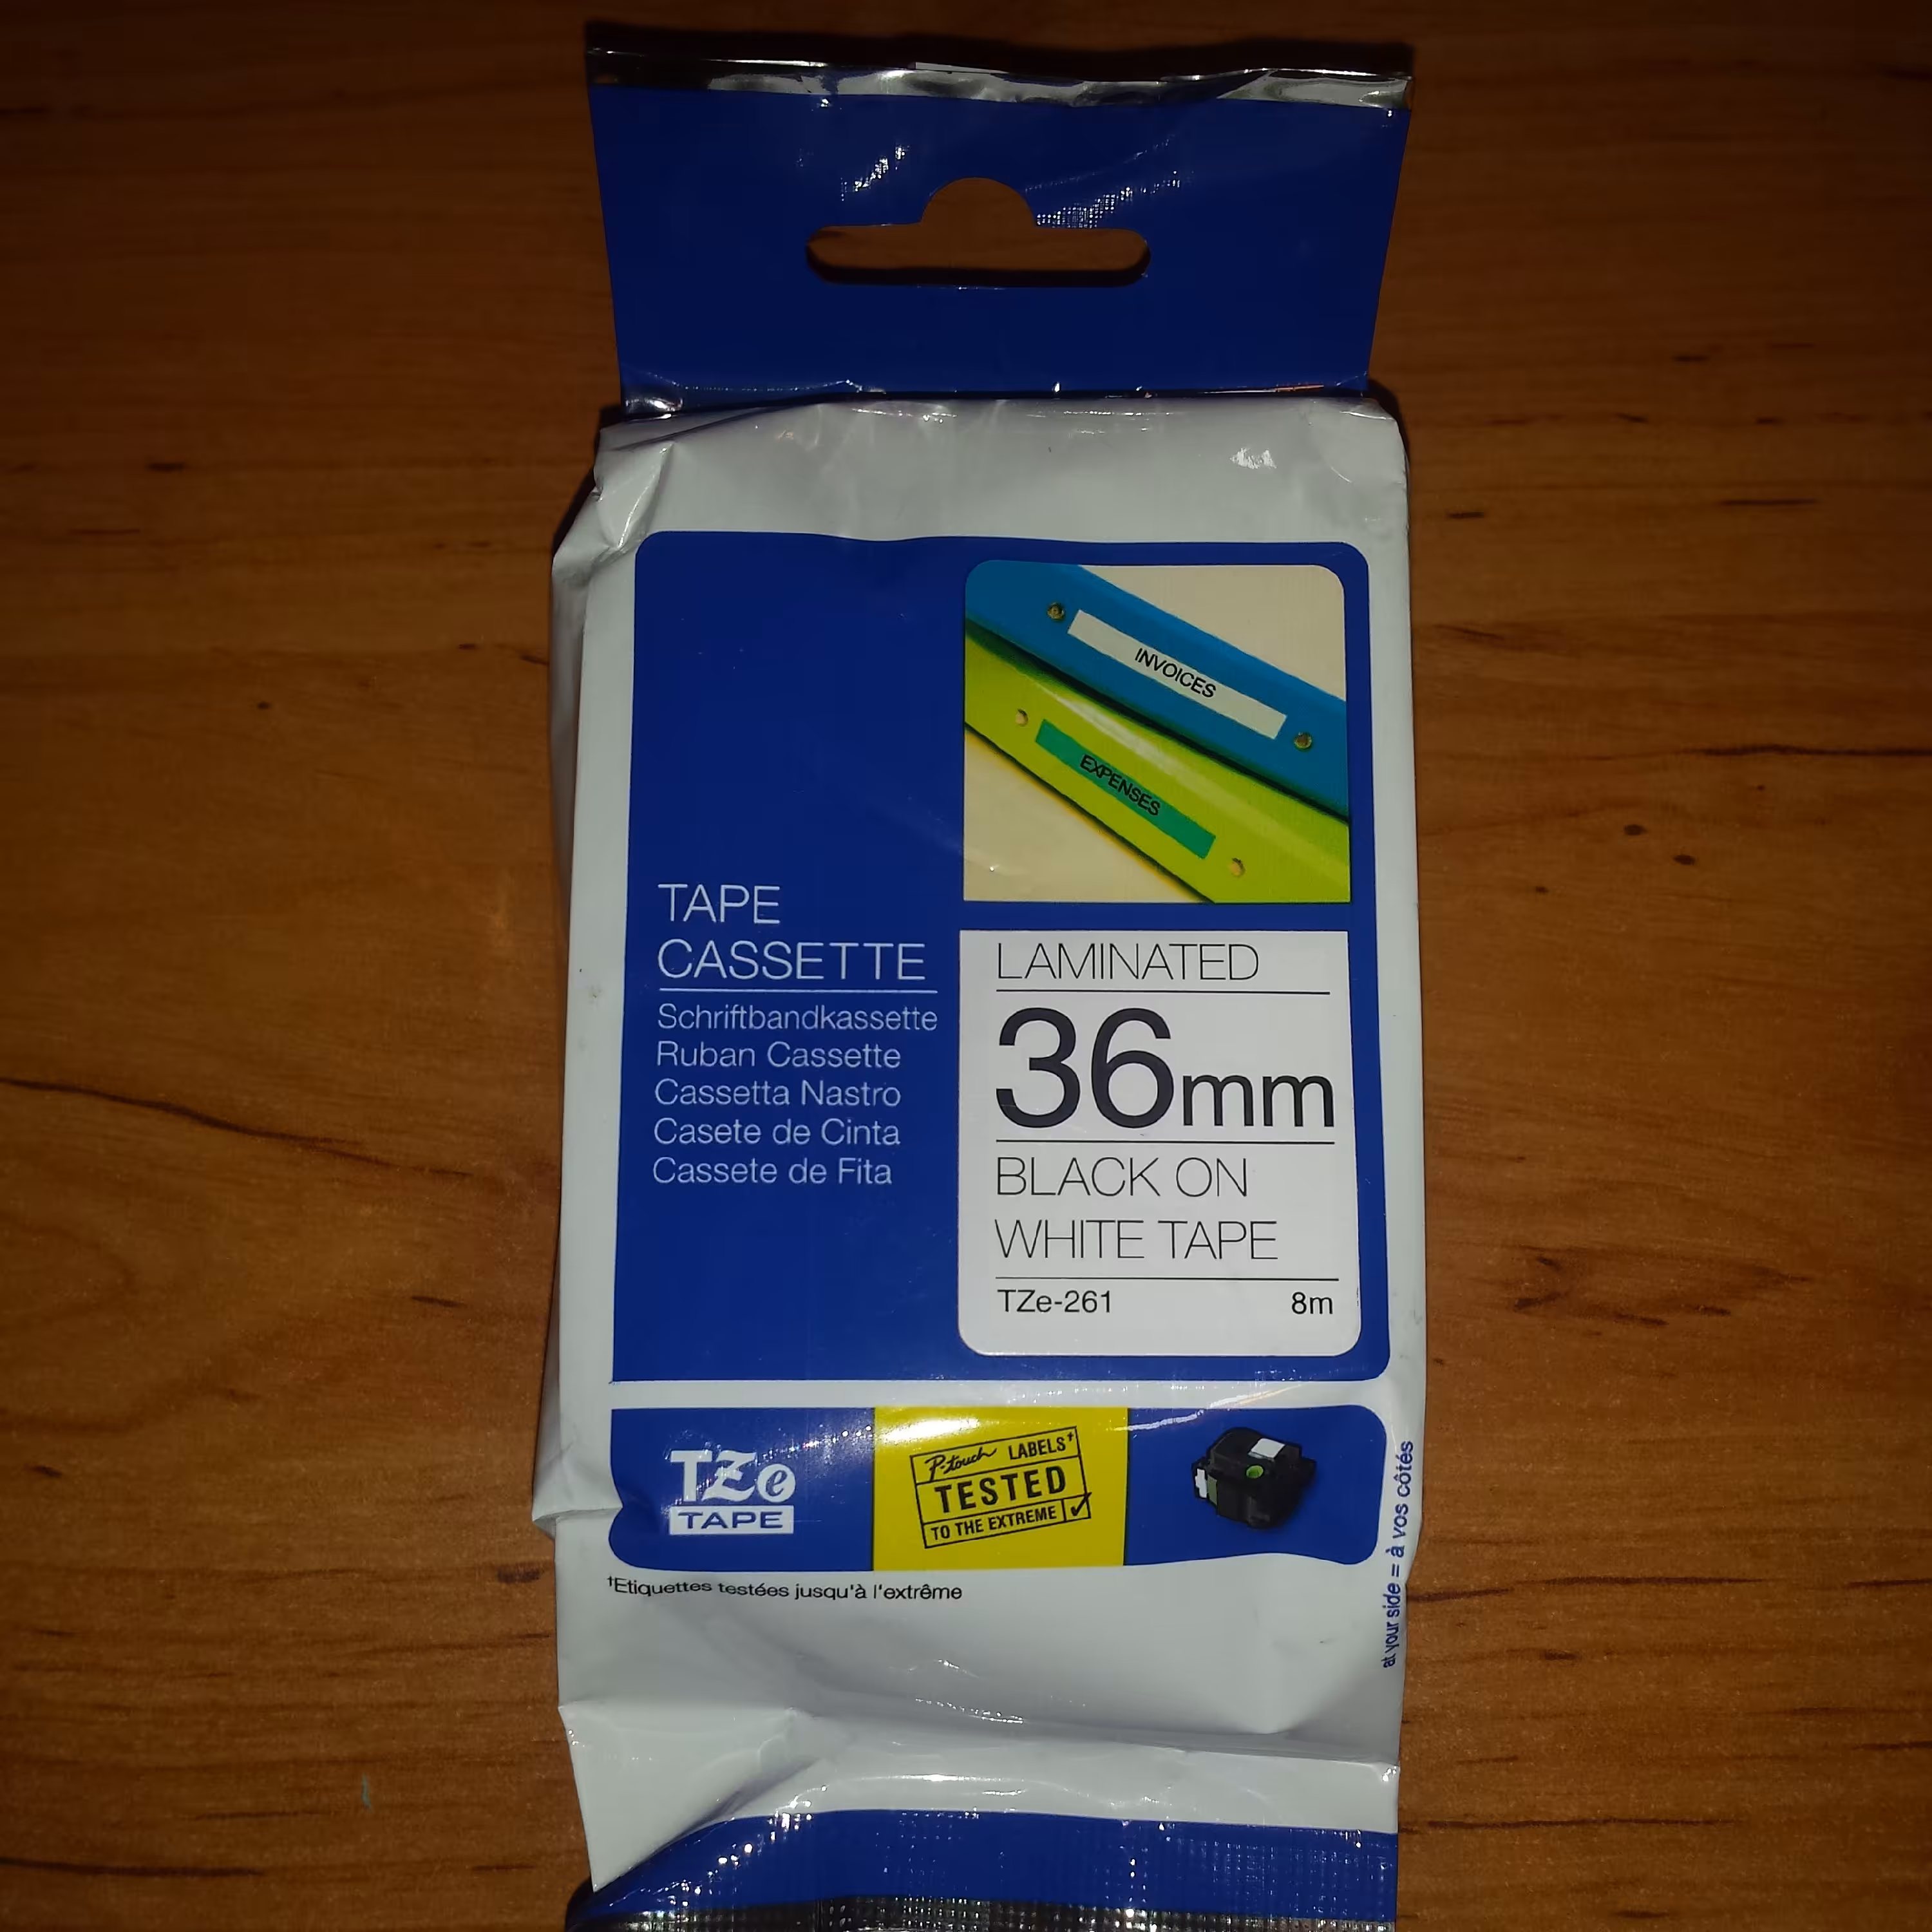 INVOICES
EXPENSES
TAPE
CASSETTE
Schriftbandkassette
Ruban Cassette
Cassetta Nastro
Casete de Cinta
Cassete de Fita
LAMINATED
36mm
BLACK ON
WHITE TAPE
TZe-261 8m
TZe
TAPE
P-touch LABELS†
TESTED
TO THE EXTREME
†Etiquettes testées jusqu'à l'extrême
at your side = à vos côtés